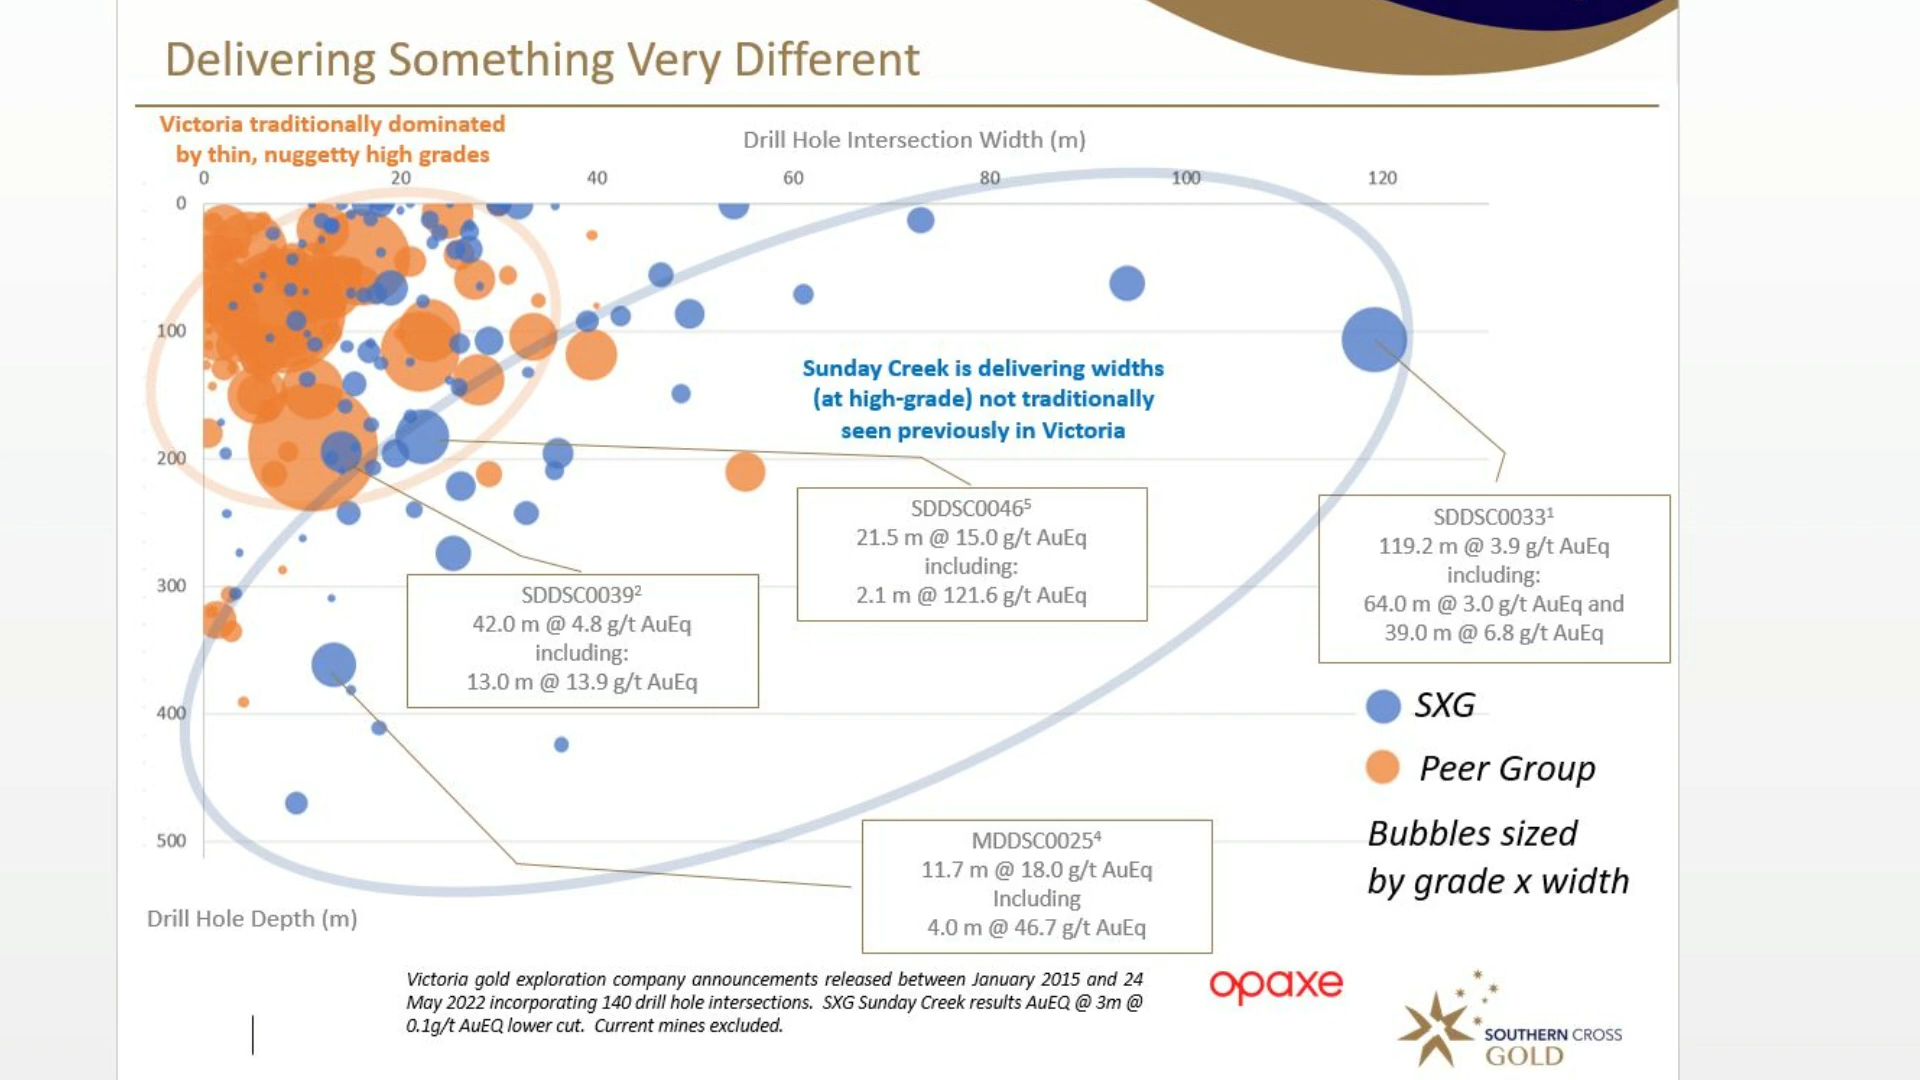 Delivering Something Very Different
Victoria traditionally dominated
by thin, nuggetty high grades
Drill Hole Intersection Width (m)
0 20 40 60 80 100 120
0
100
200
300
400
500
Drill Hole Depth (m)
Sunday Creek is delivering widths
(at high-grade) not traditionally
seen previously in Victoria
SDDSC0046⁵
21.5 m @ 15.0 g/t AuEq
including:
2.1 m @ 121.6 g/t AuEq
SDDSC0033¹
119.2 m @ 3.9 g/t AuEq
including:
64.0 m @ 3.0 g/t AuEq and
39.0 m @ 6.8 g/t AuEq
SDDSC0039²
42.0 m @ 4.8 g/t AuEq
including:
13.0 m @ 13.9 g/t AuEq
MDDSC0025⁴
11.7 m @ 18.0 g/t AuEq
Including
4.0 m @ 46.7 g/t AuEq
SXG
Peer Group
Bubbles sized
by grade x width
Victoria gold exploration company announcements released between January 2015 and 24
May 2022 incorporating 140 drill hole intersections. SXG Sunday Creek results AuEQ @ 3m @
0.1g/t AuEQ lower cut. Current mines excluded.
opaxe
SOUTHERN CROSS
GOLD